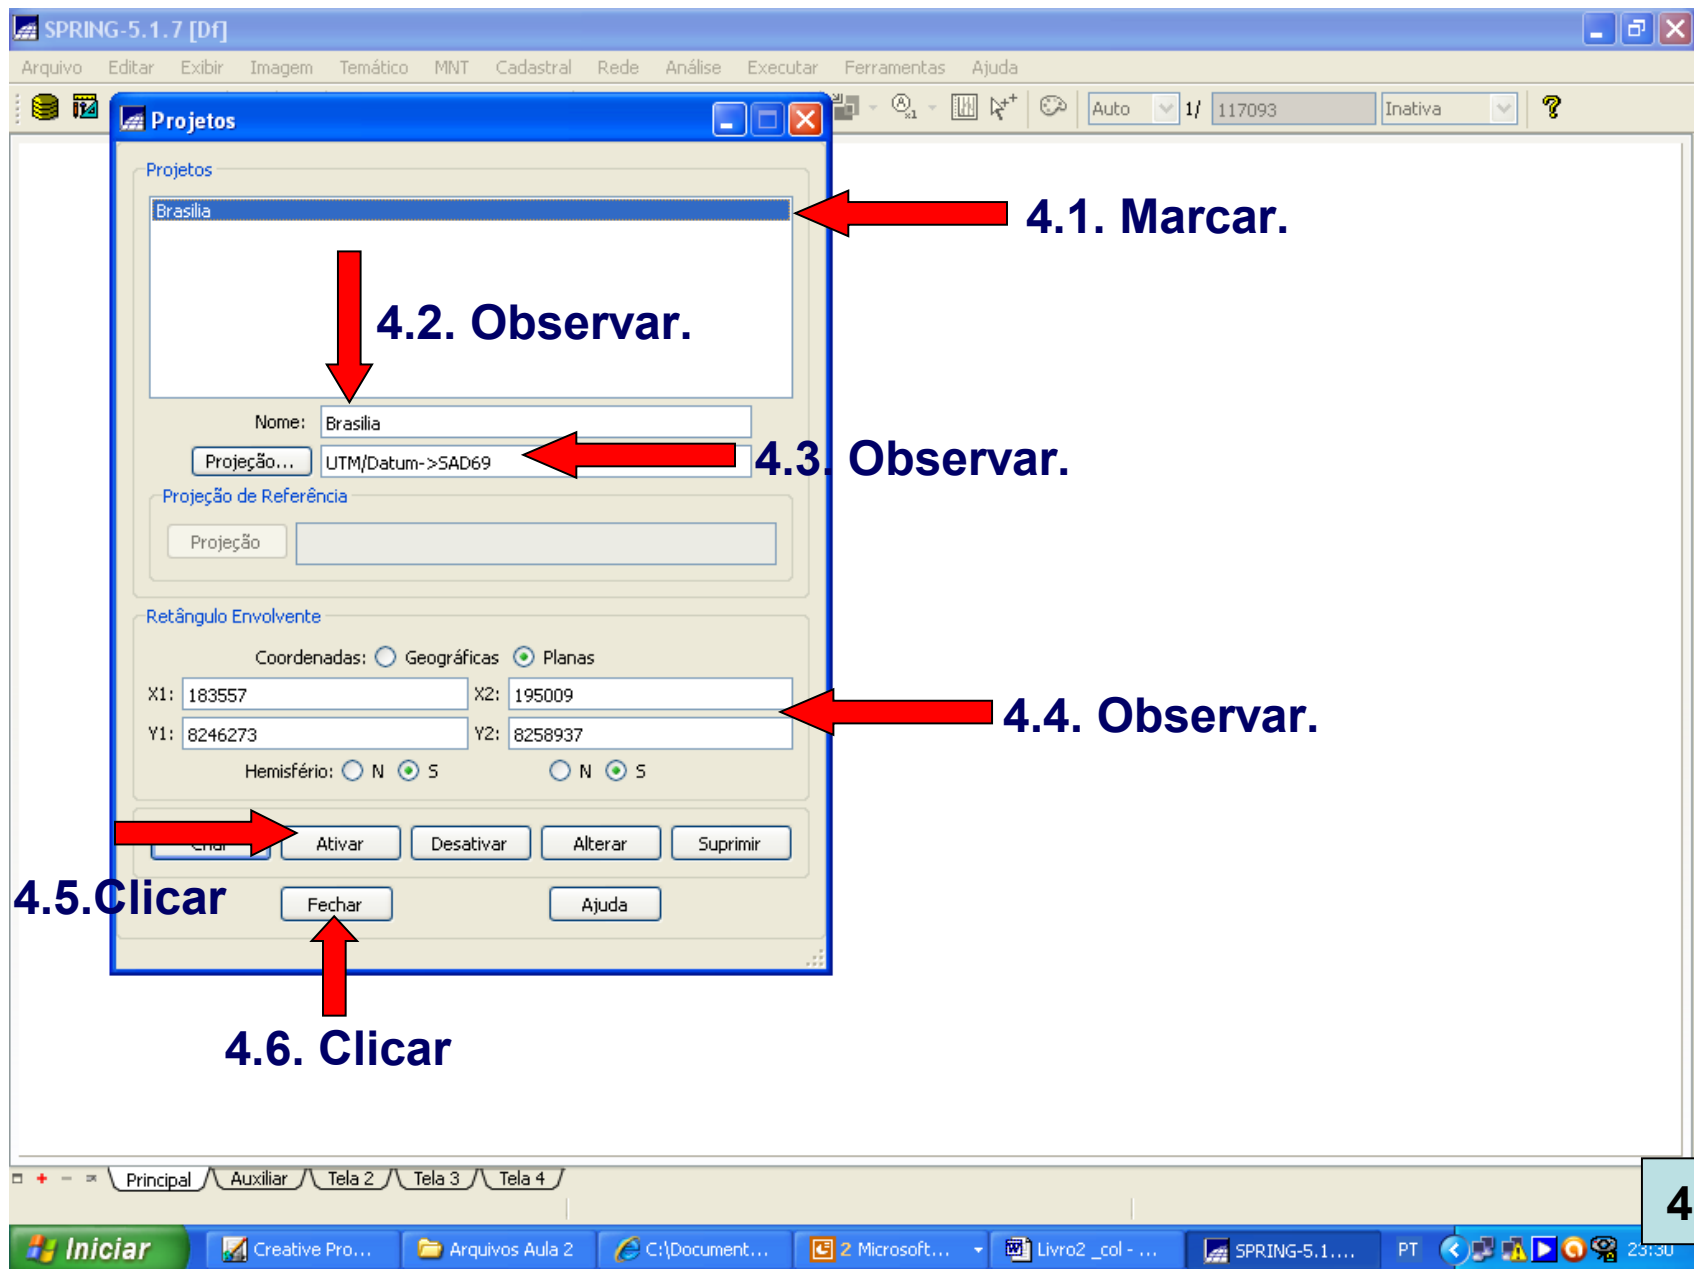 SPRING-5.1.7 [Df]
Arquivo Editar Exibir Imagem Temático MNT Cadastral Rede Análise Executar Ferramentas Ajuda
Auto 1/ 117093 Inativa
Projetos
Projetos
Brasilia
4.1. Marcar.
4.2. Observar.
Nome: Brasilia
Projeção... UTM/Datum->SAD69
4.3. Observar.
Projeção de Referência
Projeção
Retângulo Envolvente
Coordenadas: Geográficas Planas
X1: 183557 X2: 195009
4.4. Observar.
Y1: 8246273 Y2: 8258937
Hemisfério: N S N S
Ativar Desativar Alterar Suprimir
4.5.Clicar
Fechar Ajuda
4.6. Clicar
Principal Auxiliar Tela 2 Tela 3 Tela 4
4
Iniciar Creative Pro... Arquivos Aula 2 C:\Document... 2 Microsoft... Livro2 _col - ... SPRING-5.1.... PT 23:30